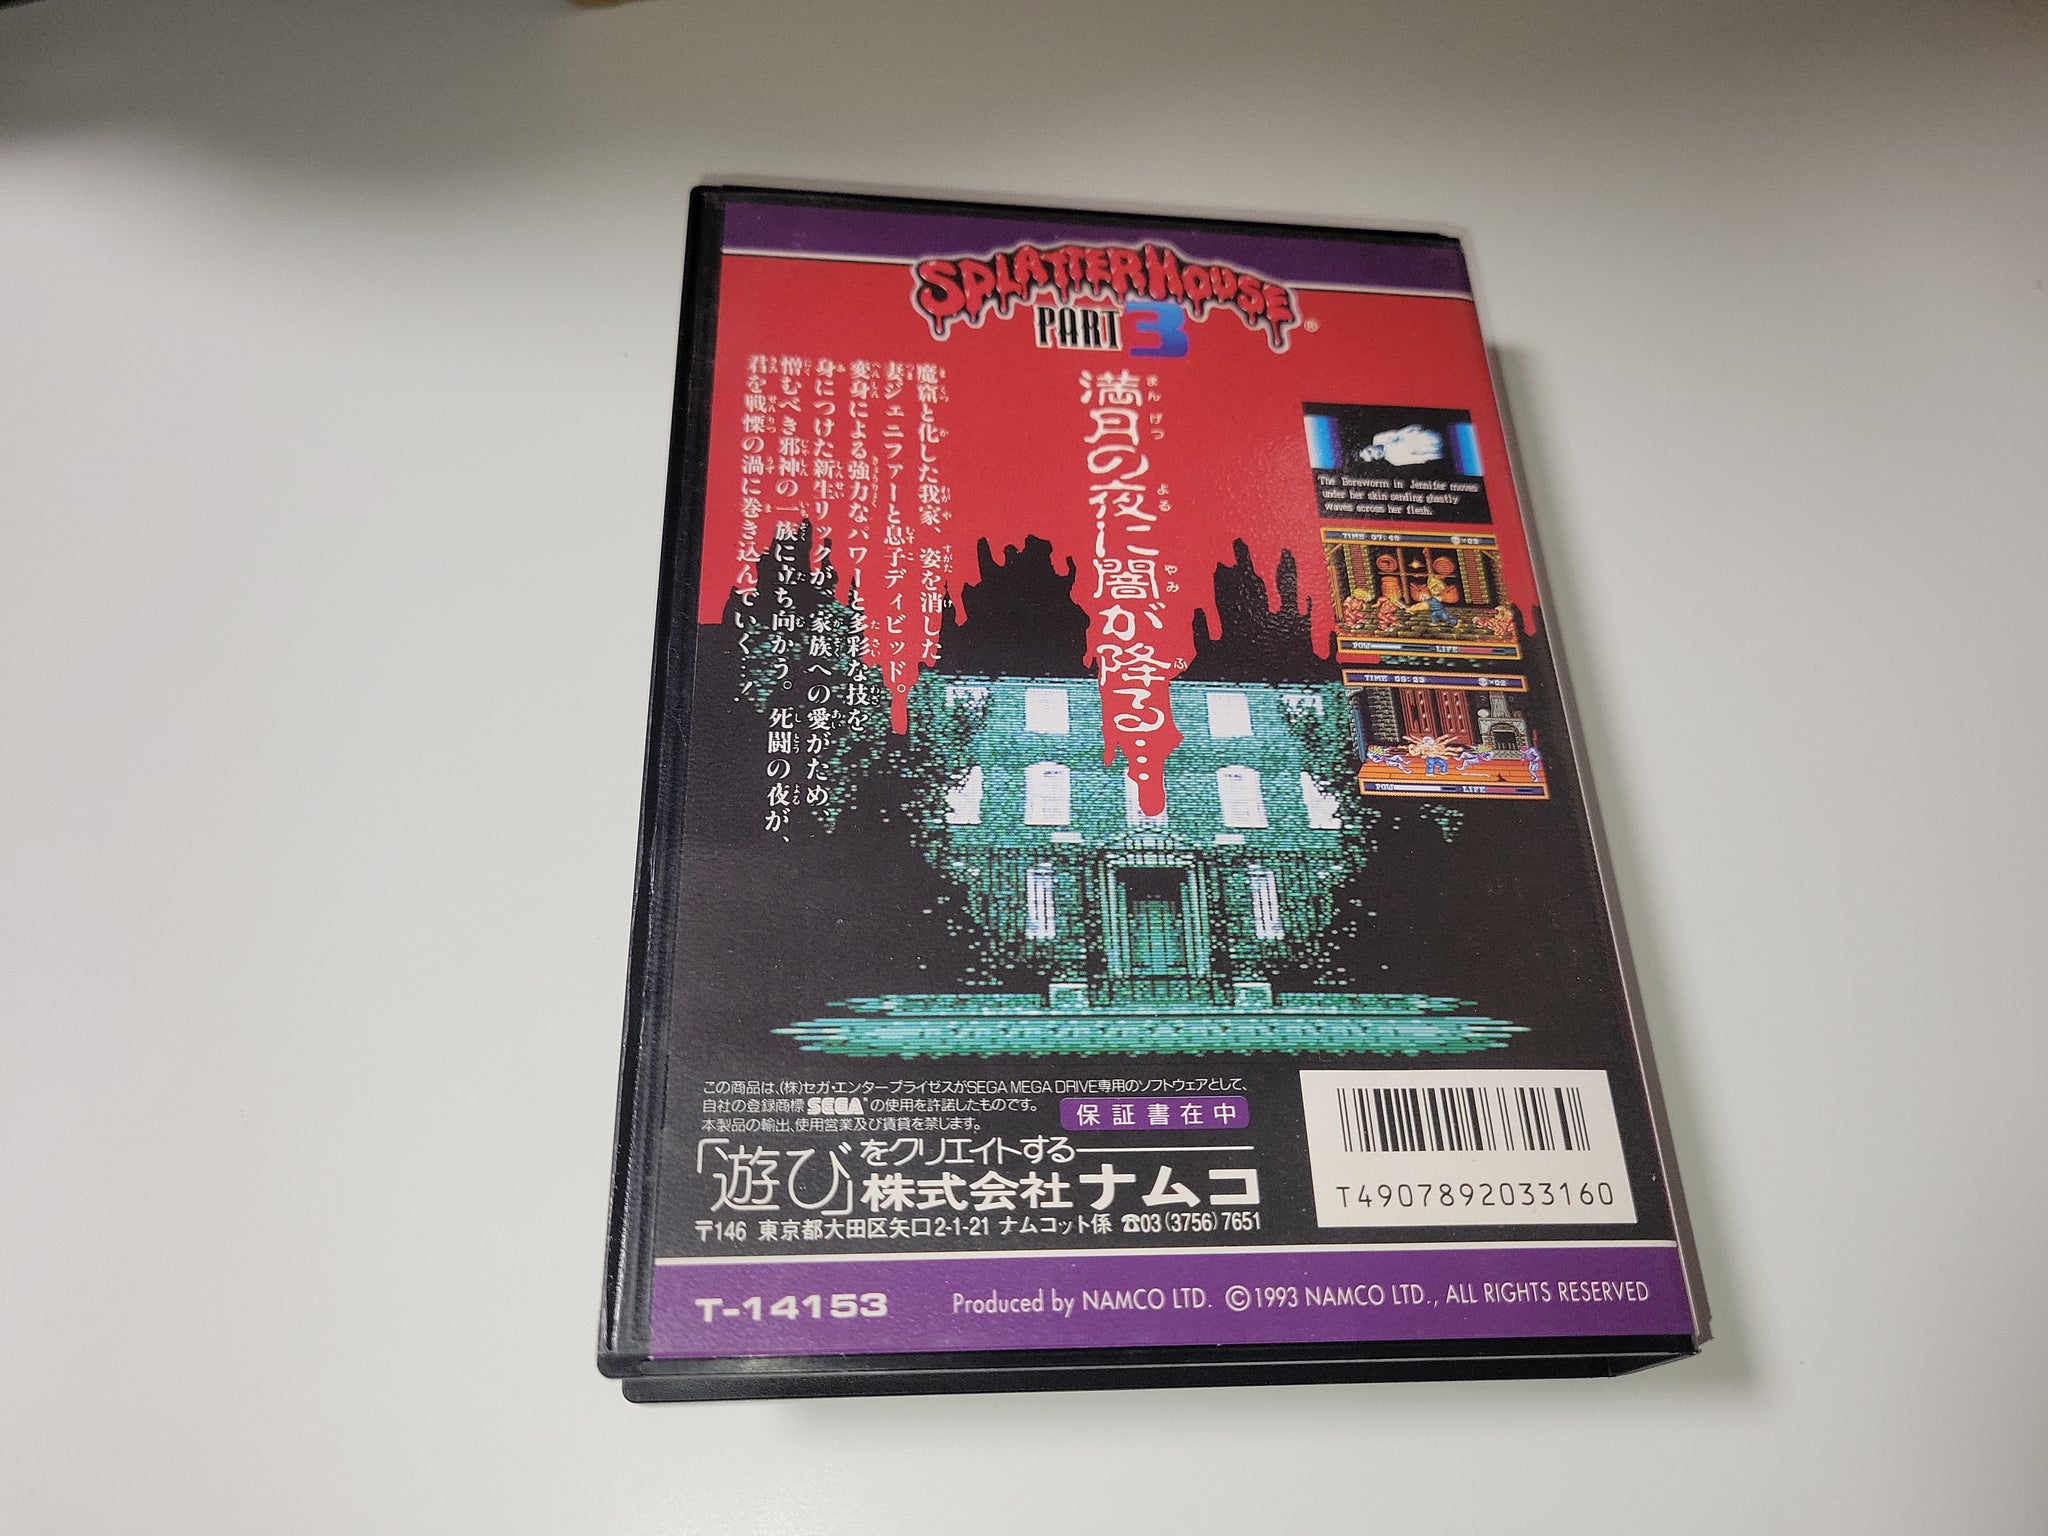 SPLATTERHOUSE
PART 3
満月の夜に闇が降る…
魔窟と化した我家、姿を消した
妻ジェニファーと息子ディビッド。
変身による強力なパワーと多彩な技を
身につけた新生リックが、家族への愛がため、
憎むべき邪神の一族に立ち向かう。死闘の夜が、
君を戦慄の渦に巻き込んでいく…!
The Boreworm in Jennifer moves
under her skin sending ghastly
waves across her flesh.
TIME 07:48 ×03
POW LIFE
TIME 03:23 ×02
POW LIFE
この商品は、(株)セガ・エンタープライゼスがSEGA MEGA DRIVE専用のソフトウェアとして、
自社の登録商標SEGA®の使用を許諾したものです。
本製品の輸出、使用営業及び賃貸を禁じます。
保証書在中
「遊び」をクリエイトする
株式会社ナムコ
〒146 東京都大田区矢口2-1-21 ナムコット係 ☎03(3756)7651
T4907892033160
T-14153
Produced by NAMCO LTD. ©1993 NAMCO LTD., ALL RIGHTS RESERVED